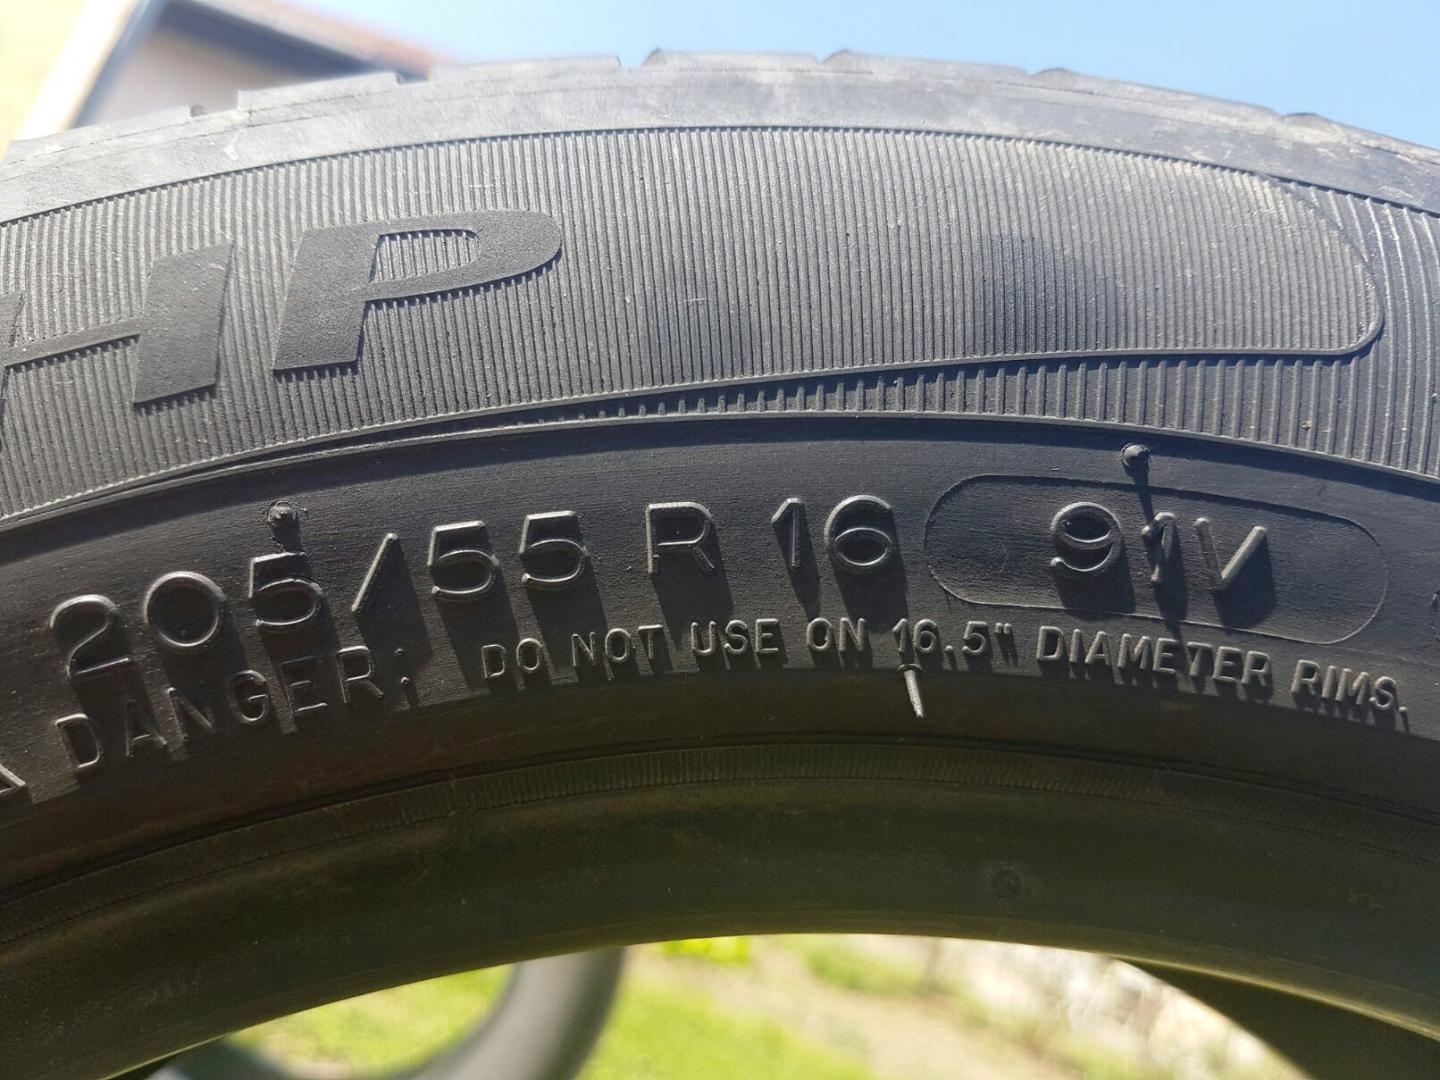 HP
205/55 R 16 91V
DANGER: DO NOT USE ON 16.5" DIAMETER RIMS.